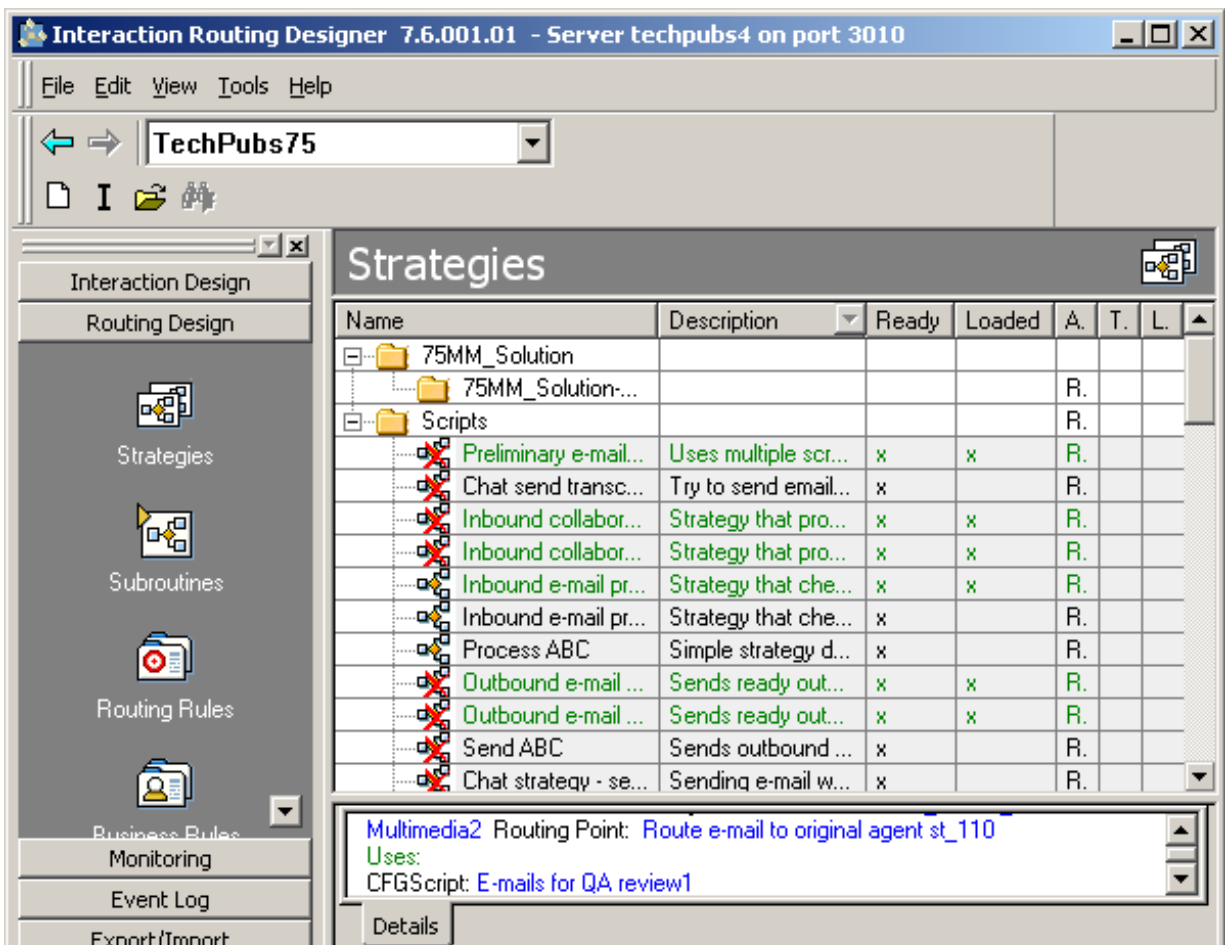 Interaction Routing Designer 7.6.001.01 - Server techpubs4 on port 3010
File Edit View Tools Help
TechPubs75
I
Interaction Design
Routing Design
Strategies
Subroutines
Routing Rules
Business Rules
Monitoring
Event Log
Export/Import
Strategies
Name Description Ready Loaded A. T. L.
75MM_Solution
75MM_Solution-... R.
Scripts R.
Preliminary e-mail... Uses multiple scr... x x R.
Chat send transc... Try to send email... x R.
Inbound collabor... Strategy that pro... x x R.
Inbound collabor... Strategy that pro... x x R.
Inbound e-mail pr... Strategy that che... x x R.
Inbound e-mail pr... Strategy that che... x R.
Process ABC Simple strategy d... x R.
Outbound e-mail ... Sends ready out... x x R.
Outbound e-mail ... Sends ready out... x x R.
Send ABC Sends outbound ... x R.
Chat strategy - se... Sending e-mail w... x R.
Multimedia2 Routing Point: Route e-mail to original agent st_110
Uses:
CFGScript: E-mails for QA review1
Details